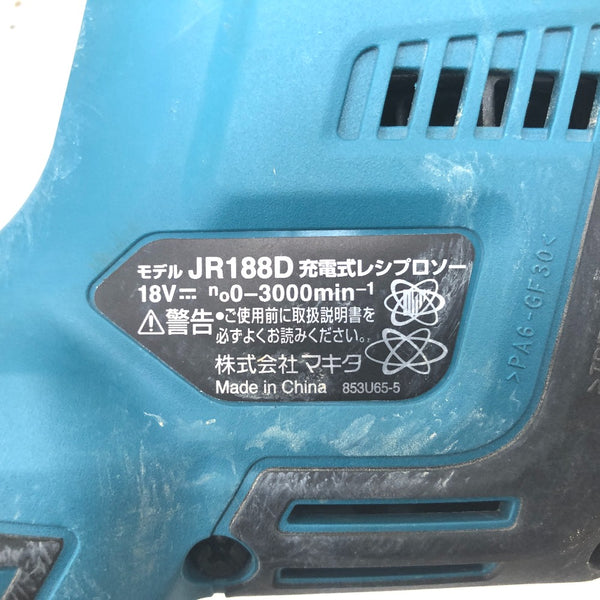 モデル JR188D 充電式レシプロソー
18V⎓ n₀0-3000min⁻¹
⚠警告 ●ご使用前に取扱説明書を
必ずよくお読みください。
株式会社マキタ
Made in China 853U65-5
>PA6-GF30<